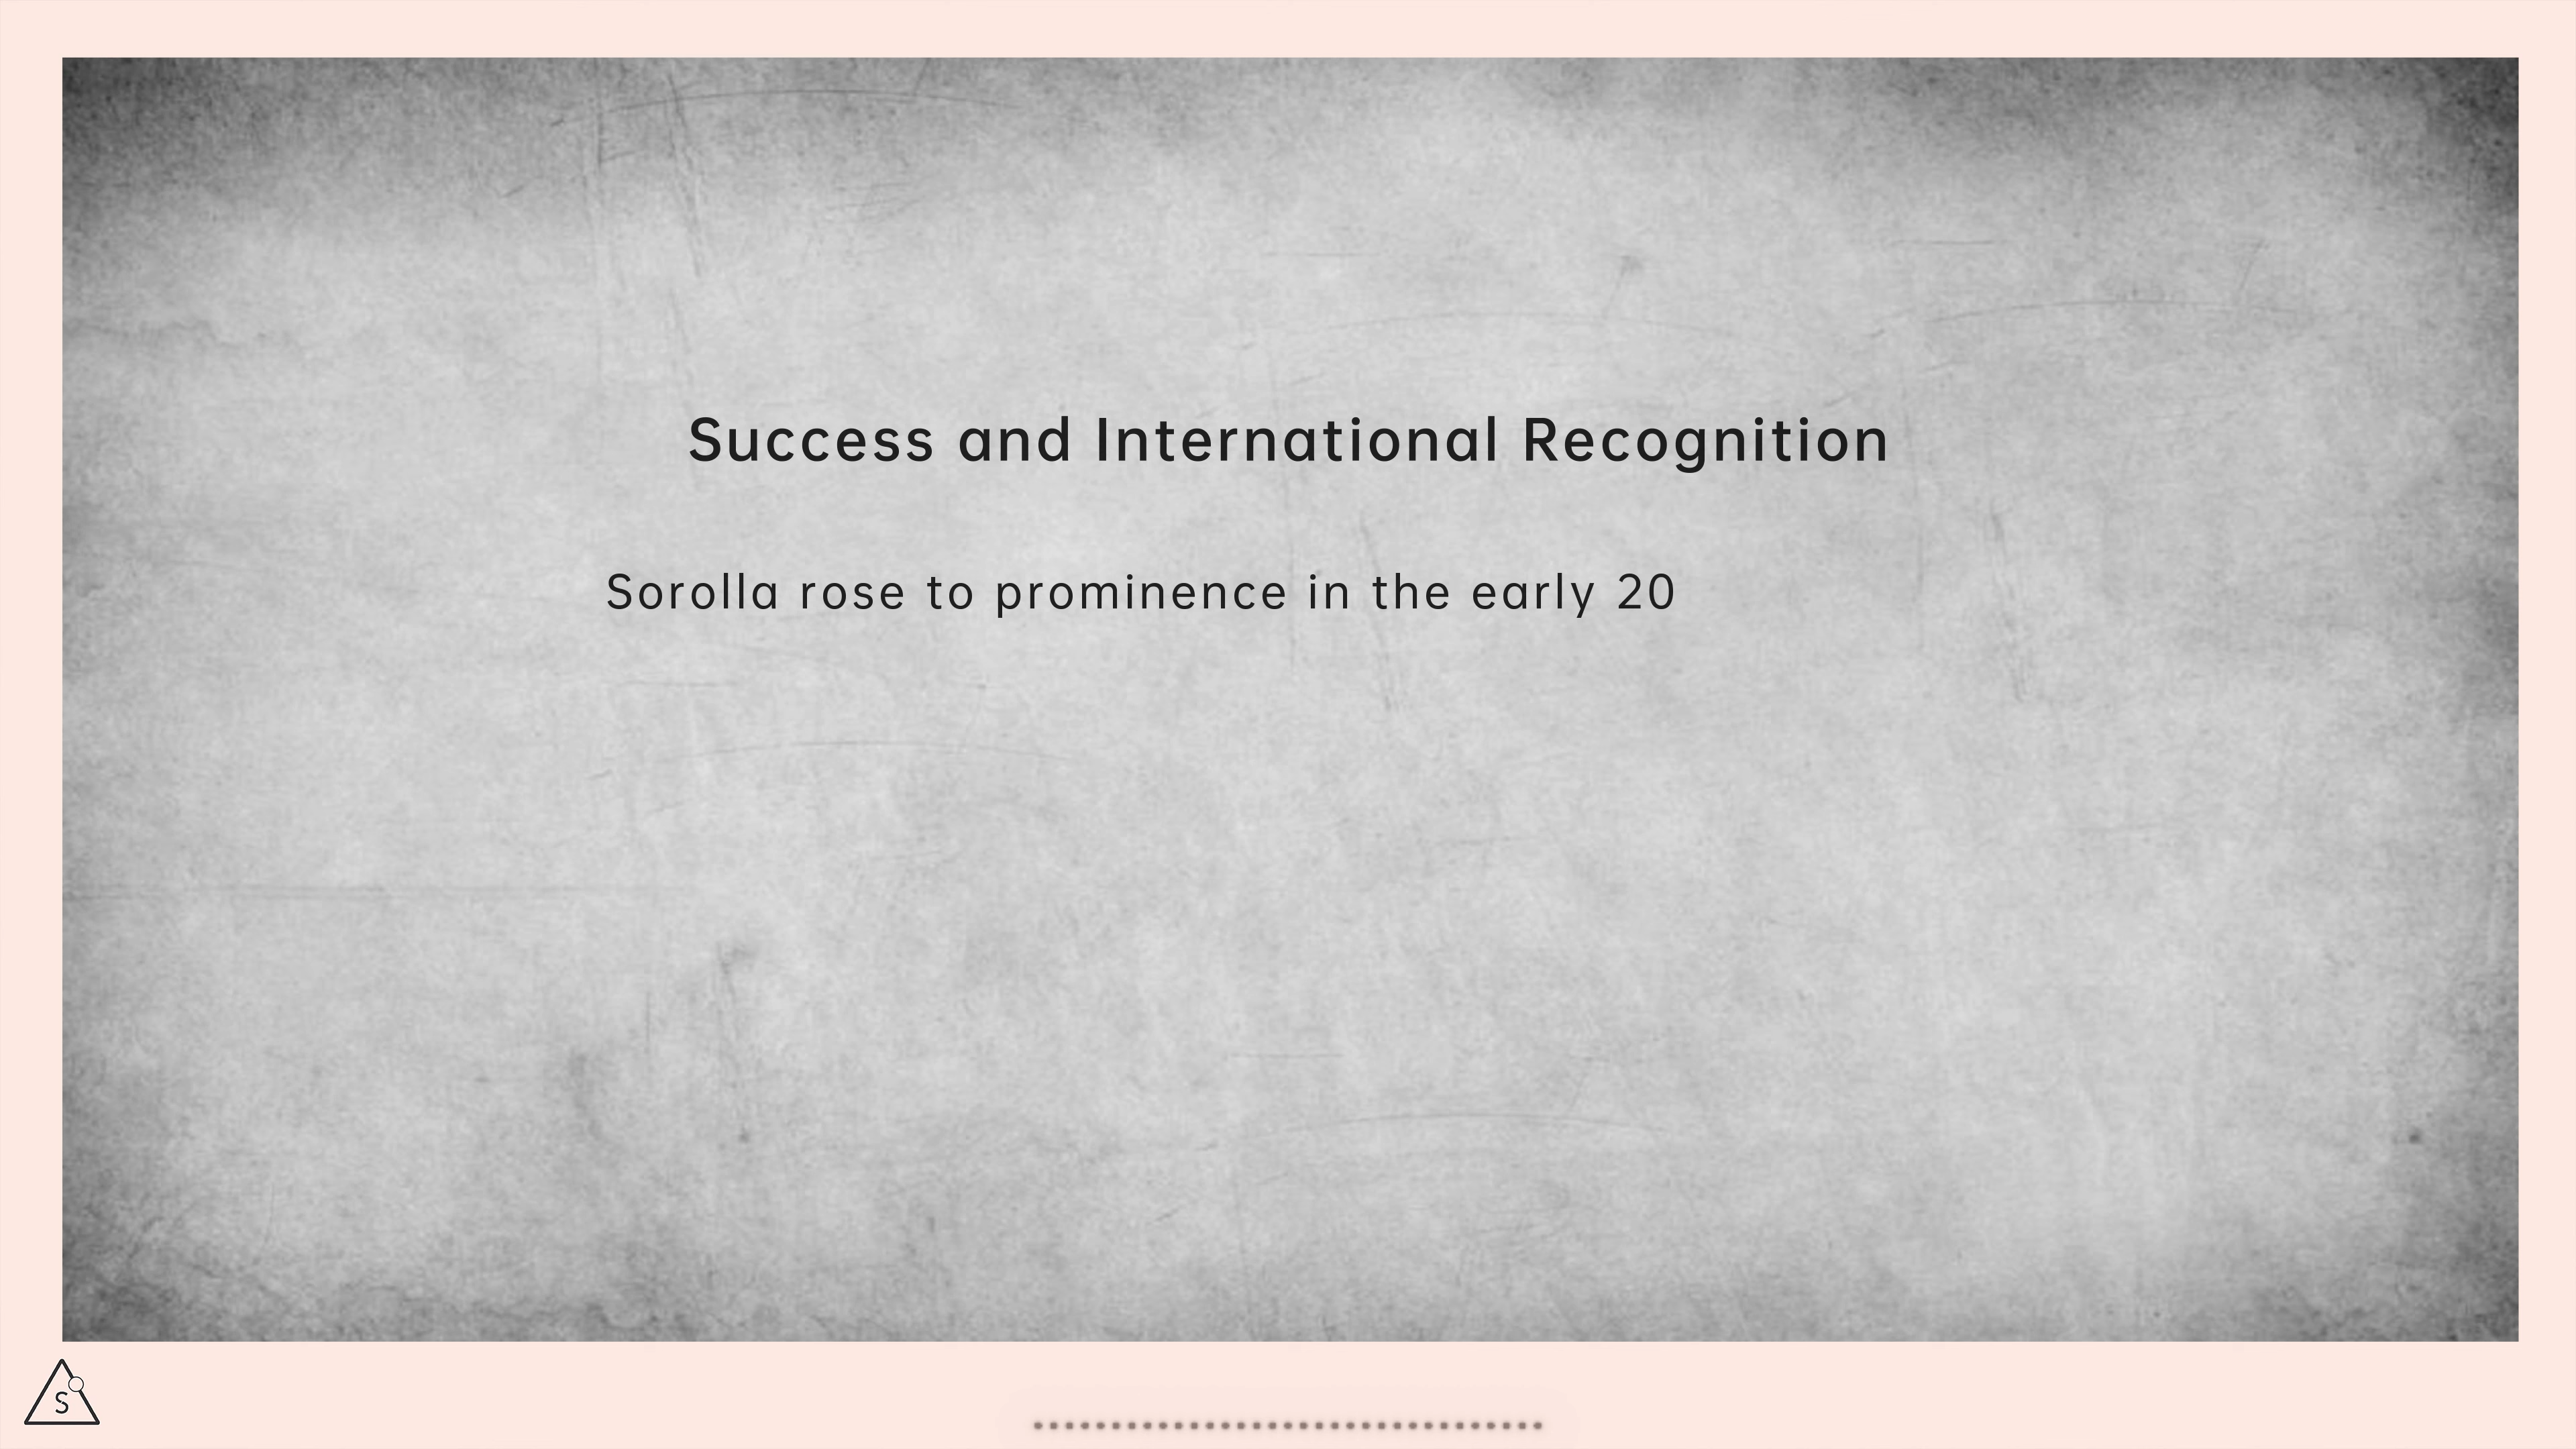 Success and International Recognition
Sorolla rose to prominence in the early 20
S